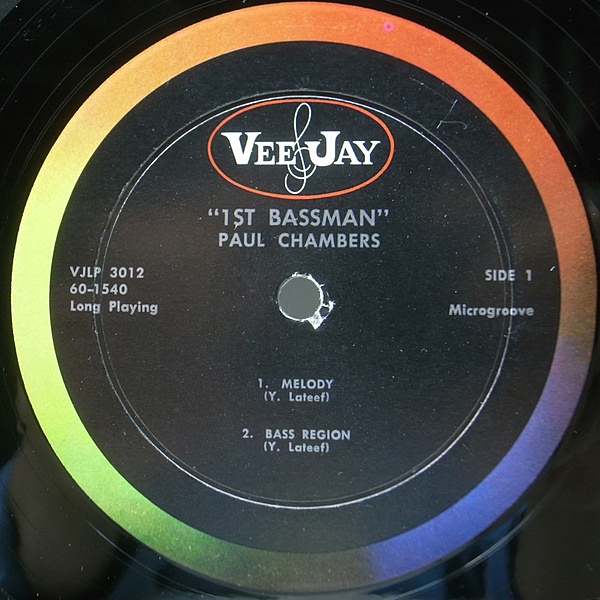 VEE JAY
“1ST BASSMAN”
PAUL CHAMBERS
VJLP 3012
60-1540
Long Playing
SIDE 1
Microgroove
1. MELODY
(Y. Lateef)
2. BASS REGION
(Y. Lateef)